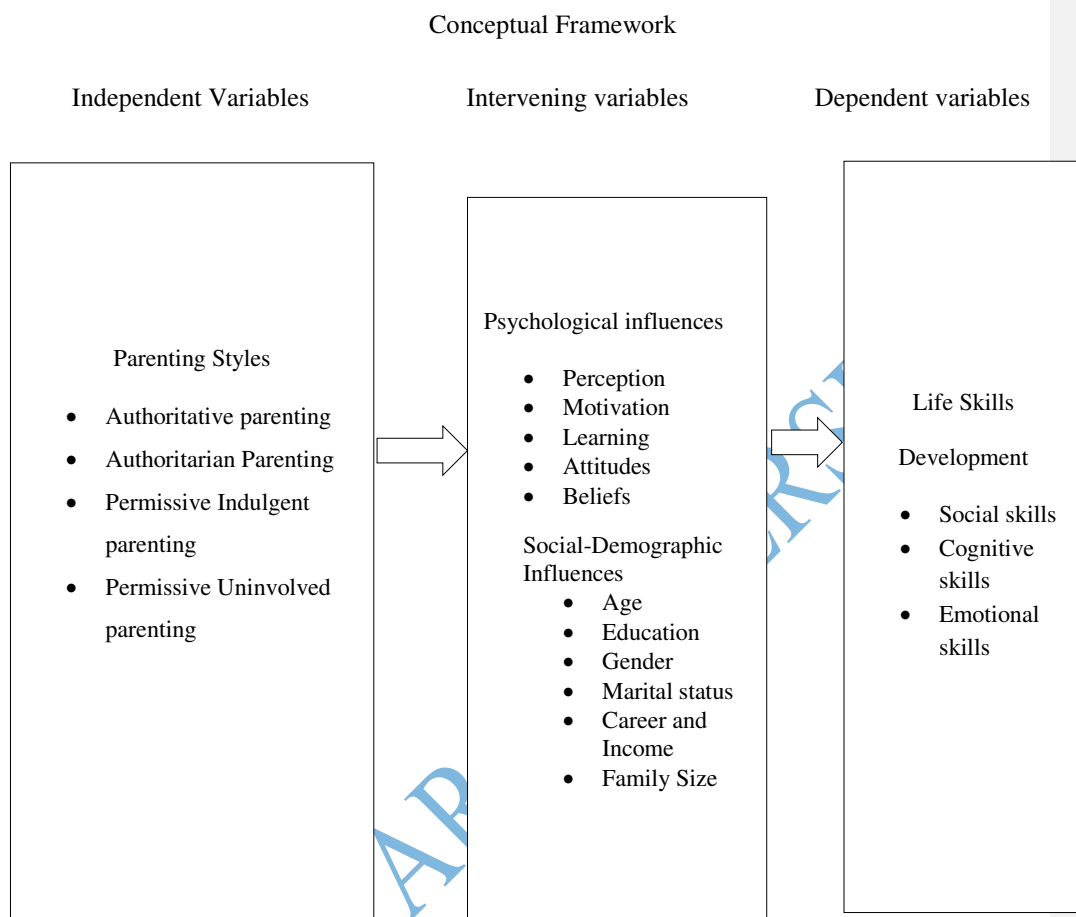 Conceptual Framework
Independent Variables
Intervening variables
Dependent variables
Parenting Styles
• Authoritative parenting
• Authoritarian Parenting
• Permissive Indulgent
parenting
• Permissive Uninvolved
parenting
Psychological influences
• Perception
• Motivation
• Learning
• Attitudes
• Beliefs
Social-Demographic
Influences
• Age
• Education
• Gender
• Marital status
• Career and
Income
• Family Size
Life Skills
Development
• Social skills
• Cognitive
skills
• Emotional
skills